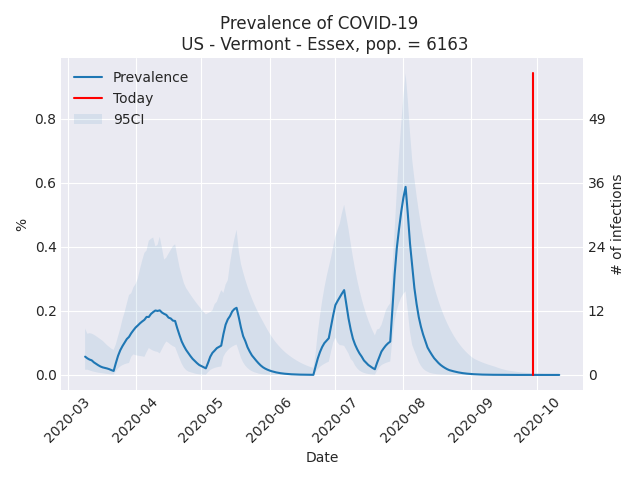 Prevalence of COVID-19
US - Vermont - Essex, pop. = 6163
Prevalence
Today
95CI
0.8
0.6
0.4
0.2
0.0
%
49
36
24
12
0
# of infections
2020-03
2020-04
2020-05
2020-06
2020-07
2020-08
2020-09
2020-10
Date